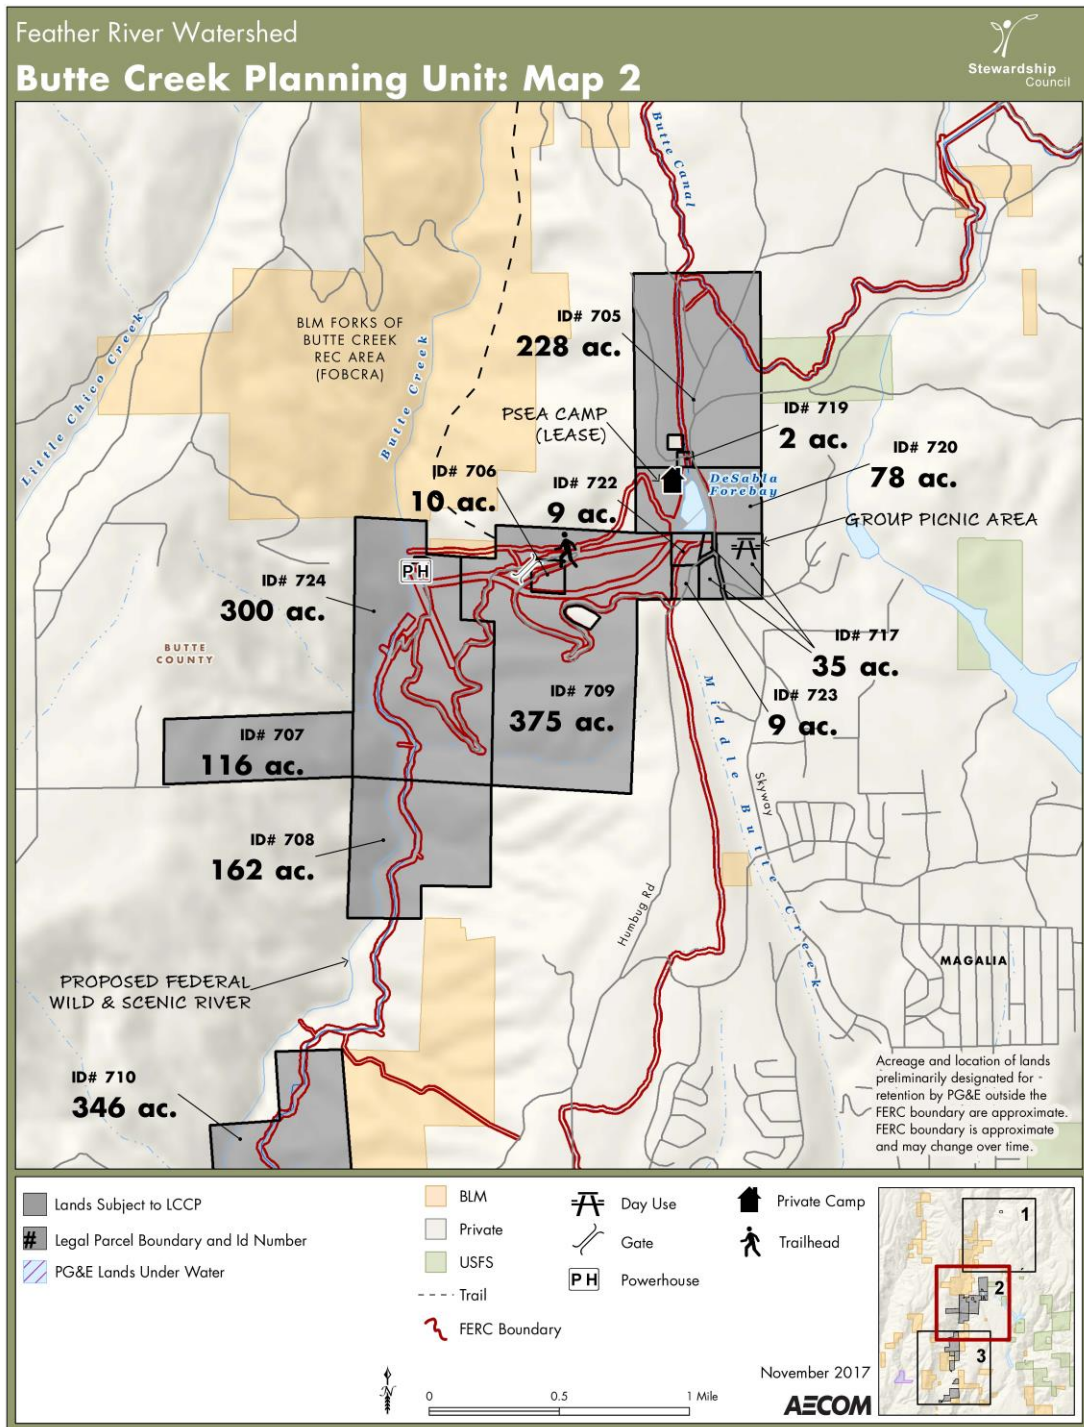 Feather River Watershed
Butte Creek Planning Unit: Map 2
Stewardship
Council
Butte Canal
BLM FORKS OF
BUTTE CREEK
REC AREA
(FOBCRA)
Little Chico Creek
Butte Creek
ID# 705
228 ac.
PSEA CAMP
(LEASE)
ID# 719
2 ac.
ID# 720
78 ac.
DeSabla
Forebay
GROUP PICNIC AREA
ID# 706
10 ac.
ID# 722
9 ac.
PH
ID# 724
300 ac.
BUTTE
COUNTY
ID# 717
35 ac.
ID# 709
375 ac.
ID# 723
9 ac.
ID# 707
116 ac.
Middle Butte Creek
Skyway
ID# 708
162 ac.
Humbug Rd
MAGALIA
PROPOSED FEDERAL
WILD & SCENIC RIVER
ID# 710
346 ac.
Acreage and location of lands
preliminarily designated for -
retention by PG&E outside the
FERC boundary are approximate.
FERC boundary is approximate
and may change over time.
Lands Subject to LCCP
# Legal Parcel Boundary and Id Number
PG&E Lands Under Water
BLM
Private
USFS
Trail
FERC Boundary
Day Use
Gate
PH Powerhouse
Private Camp
Trailhead
1
2
3
N
0 0.5 1 Mile
November 2017
AECOM